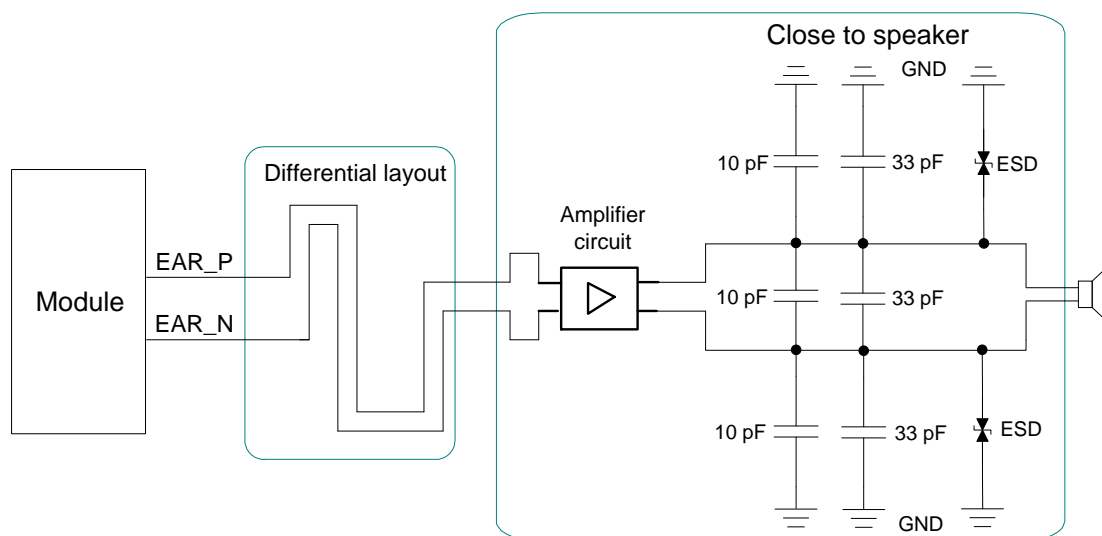 Close to speaker
GND
10 pF
33 pF
ESD
Differential layout
Amplifier
circuit
EAR_P
Module
10 pF
33 pF
EAR_N
10 pF
33 pF
ESD
GND